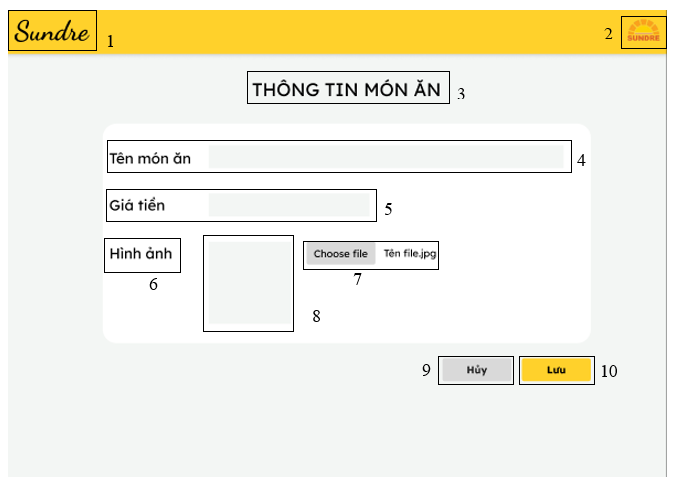 Sundre 1
2 SUNDRE
THÔNG TIN MÓN ĂN 3
Tên món ăn 4
Giá tiền 5
Hình ảnh Choose file Tên file.jpg
6 7
8
9 Hủy Lưu 10